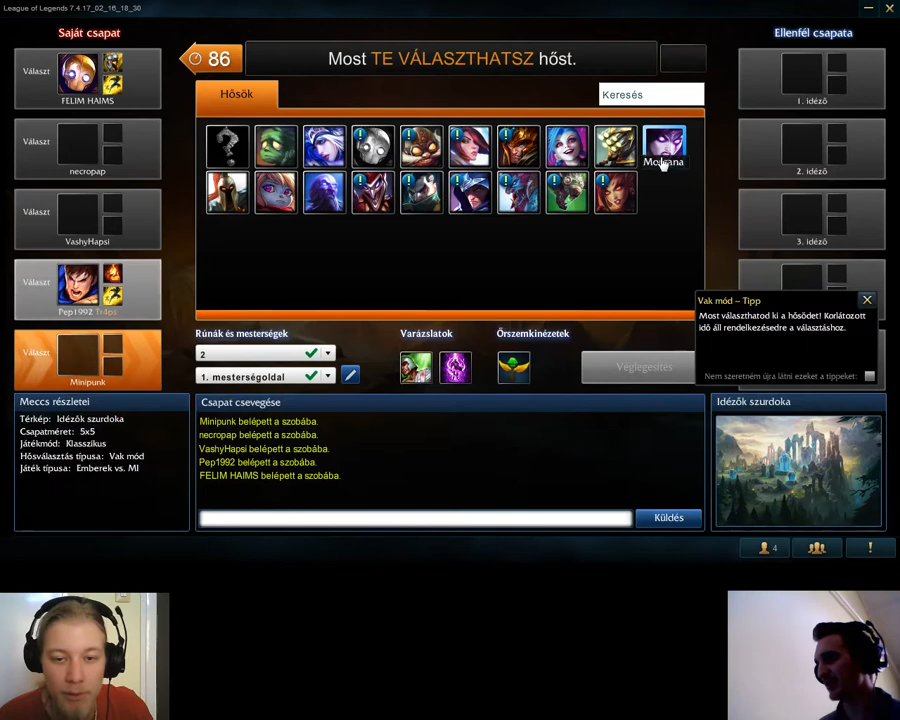 League of Legends 7.4.17_02_16_18_30
Saját csapat
86
Most TE VÁLASZTHATSZ hőst.
Ellenfél csapata
Választ
FELIM HAIMS
Választ
necropap
Választ
VashyHapsi
Választ
Pep1992 Tr4ps
Választ
Minipunk
Hősök
Keresés
?
Morgana
1. idéző
2. idéző
3. idéző
Vak mód – Tipp
Most választhatod ki a hősödet! Korlátozott
idő áll rendelkezésedre a választáshoz.
Nem szeretném újra látni ezeket a tippeket:
Rúnák és mesterségek
2
1. mesterségoldal
Varázslatok
Őrszemkinézetek
Véglegesítés
Meccs részletei
Térkép: Idézők szurdoka
Csapatméret: 5x5
Játékmód: Klasszikus
Hősválasztás típusa: Vak mód
Játék típusa: Emberek vs. MI
Csapat csevegése
Minipunk belépett a szobába.
necropap belépett a szobába.
VashyHapsi belépett a szobába.
Pep1992 belépett a szobába.
FELIM HAIMS belépett a szobába.
Küldés
Idézők szurdoka
4
!